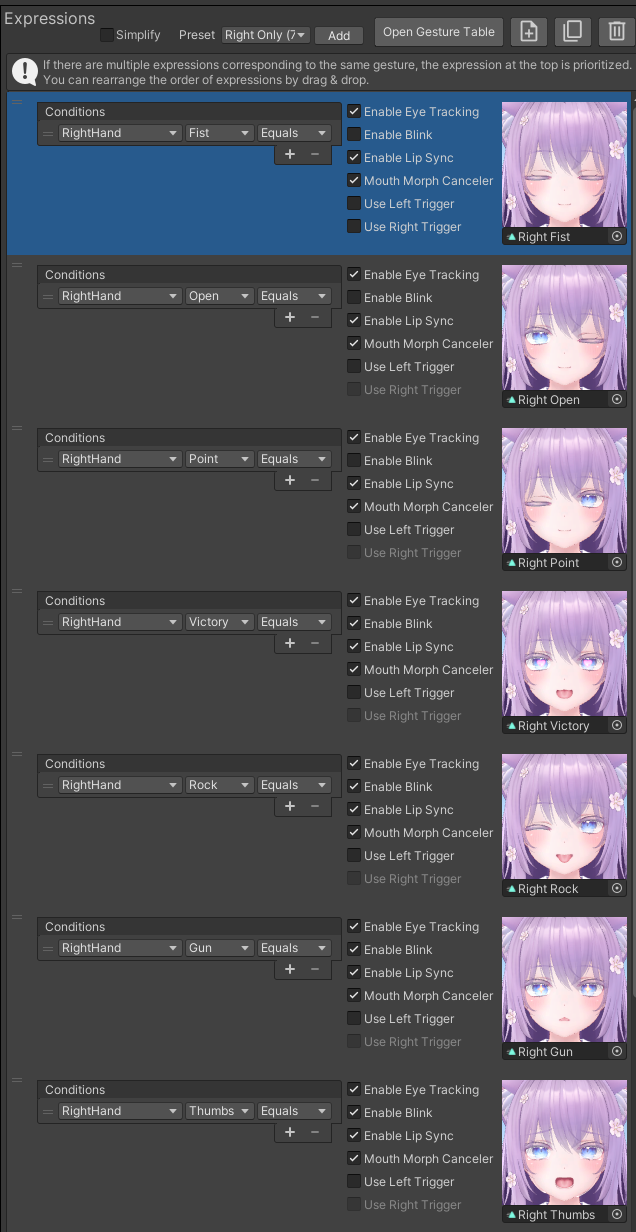 Expressions
Simplify Preset Right Only (7 Add Open Gesture Table
If there are multiple expressions corresponding to the same gesture, the expression at the top is prioritized.
You can rearrange the order of expressions by drag & drop.
Conditions
RightHand Fist Equals
+ −
Enable Eye Tracking
Enable Blink
Enable Lip Sync
Mouth Morph Canceler
Use Left Trigger
Use Right Trigger
Right Fist
Conditions
RightHand Open Equals
+ −
Enable Eye Tracking
Enable Blink
Enable Lip Sync
Mouth Morph Canceler
Use Left Trigger
Use Right Trigger
Right Open
Conditions
RightHand Point Equals
+ −
Enable Eye Tracking
Enable Blink
Enable Lip Sync
Mouth Morph Canceler
Use Left Trigger
Use Right Trigger
Right Point
Conditions
RightHand Victory Equals
+ −
Enable Eye Tracking
Enable Blink
Enable Lip Sync
Mouth Morph Canceler
Use Left Trigger
Use Right Trigger
Right Victory
Conditions
RightHand Rock Equals
+ −
Enable Eye Tracking
Enable Blink
Enable Lip Sync
Mouth Morph Canceler
Use Left Trigger
Use Right Trigger
Right Rock
Conditions
RightHand Gun Equals
+ −
Enable Eye Tracking
Enable Blink
Enable Lip Sync
Mouth Morph Canceler
Use Left Trigger
Use Right Trigger
Right Gun
Conditions
RightHand Thumbs Equals
+ −
Enable Eye Tracking
Enable Blink
Enable Lip Sync
Mouth Morph Canceler
Use Left Trigger
Use Right Trigger
Right Thumbs